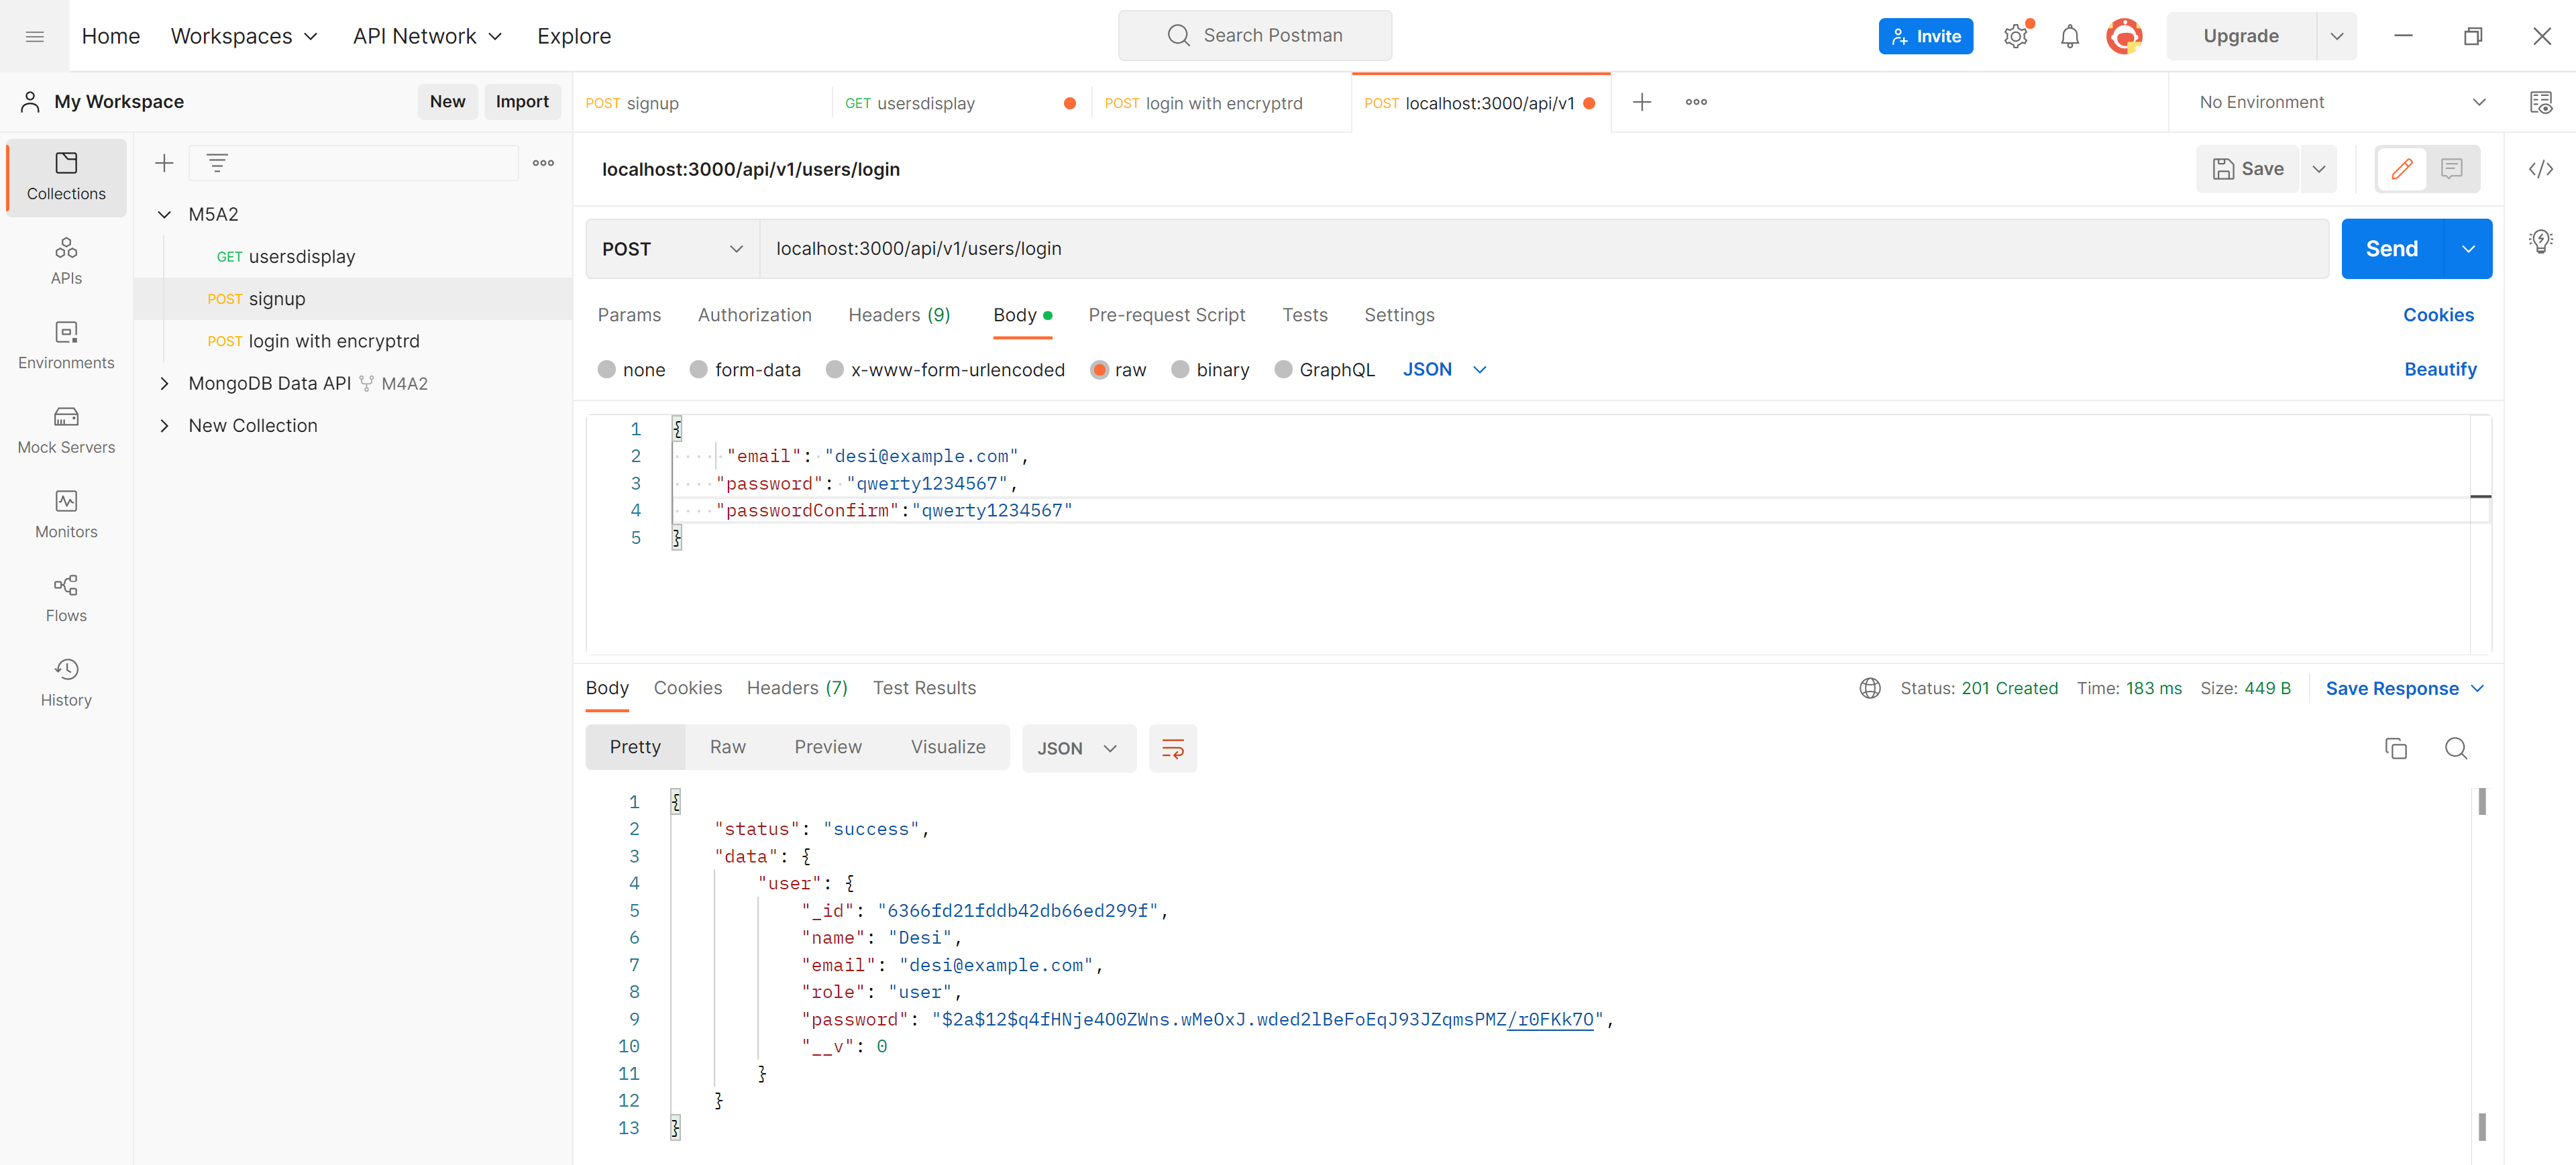 Home Workspaces API Network Explore Search Postman Invite Upgrade
My Workspace New Import
POST signup GET usersdisplay POST login with encryptrd POST localhost:3000/api/v1 No Environment
Collections
APIs
Environments
Mock Servers
Monitors
Flows
History
M5A2
GET usersdisplay
POST signup
POST login with encryptrd
MongoDB Data API M4A2
New Collection
localhost:3000/api/v1/users/login Save
POST localhost:3000/api/v1/users/login Send
Params Authorization Headers (9) Body Pre-request Script Tests Settings Cookies
none form-data x-www-form-urlencoded raw binary GraphQL JSON Beautify
1 {
2 "email": "desi@example.com",
3 "password": "qwerty1234567",
4 "passwordConfirm":"qwerty1234567"
5 }
Body Cookies Headers (7) Test Results Status: 201 Created Time: 183 ms Size: 449 B Save Response
Pretty Raw Preview Visualize JSON
1 {
2 "status": "success",
3 "data": {
4 "user": {
5 "_id": "6366fd21fddb42db66ed299f",
6 "name": "Desi",
7 "email": "desi@example.com",
8 "role": "user",
9 "password": "$2a$12$q4fHNje4O0ZWns.wMeOxJ.wded2lBeFoEqJ93JZqmsPMZ/r0FKk7O",
10 "__v": 0
11 }
12 }
13 }